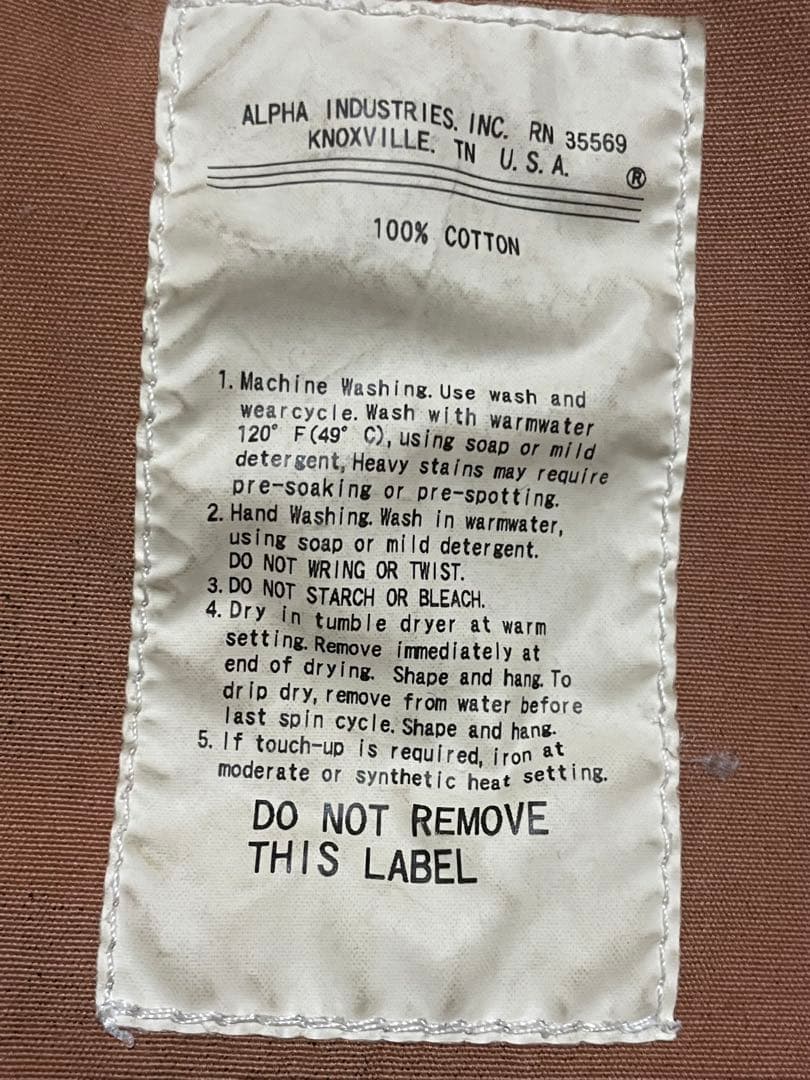 ALPHA INDUSTRIES. INC. RN 35569
KNOXVILLE. TN U. S. A.
®
100% COTTON
1. Machine Washing. Use wash and
wearcycle. Wash with warmwater
120° F(49° C), using soap or mild
detergent, Heavy stains may require
pre-soaking or pre-spotting.
2. Hand Washing. Wash in warmwater,
using soap or mild detergent.
DO NOT WRING OR TWIST.
3. DO NOT STARCH OR BLEACH.
4. Dry in tumble dryer at warm
setting. Remove immediately at
end of drying. Shape and hang. To
drip dry, remove from water before
last spin cycle. Shape and hang.
5. If touch-up is required, iron at
moderate or synthetic heat setting.
DO NOT REMOVE
THIS LABEL